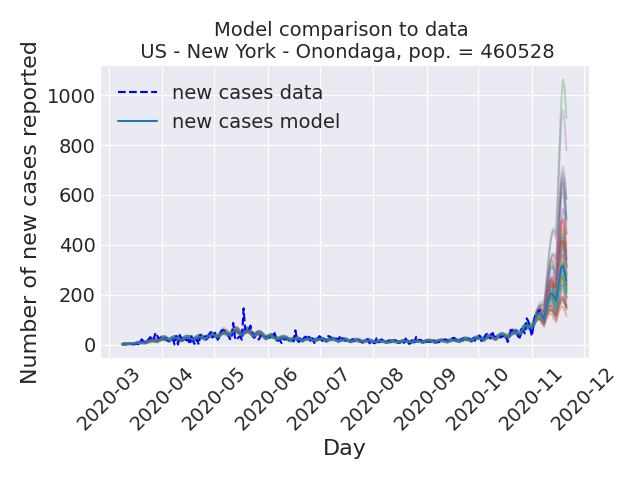 Model comparison to data
US - New York - Onondaga, pop. = 460528
Number of new cases reported
1000
800
600
400
200
0
new cases data
new cases model
2020-03
2020-04
2020-05
2020-06
2020-07
2020-08
2020-09
2020-10
2020-11
2020-12
Day